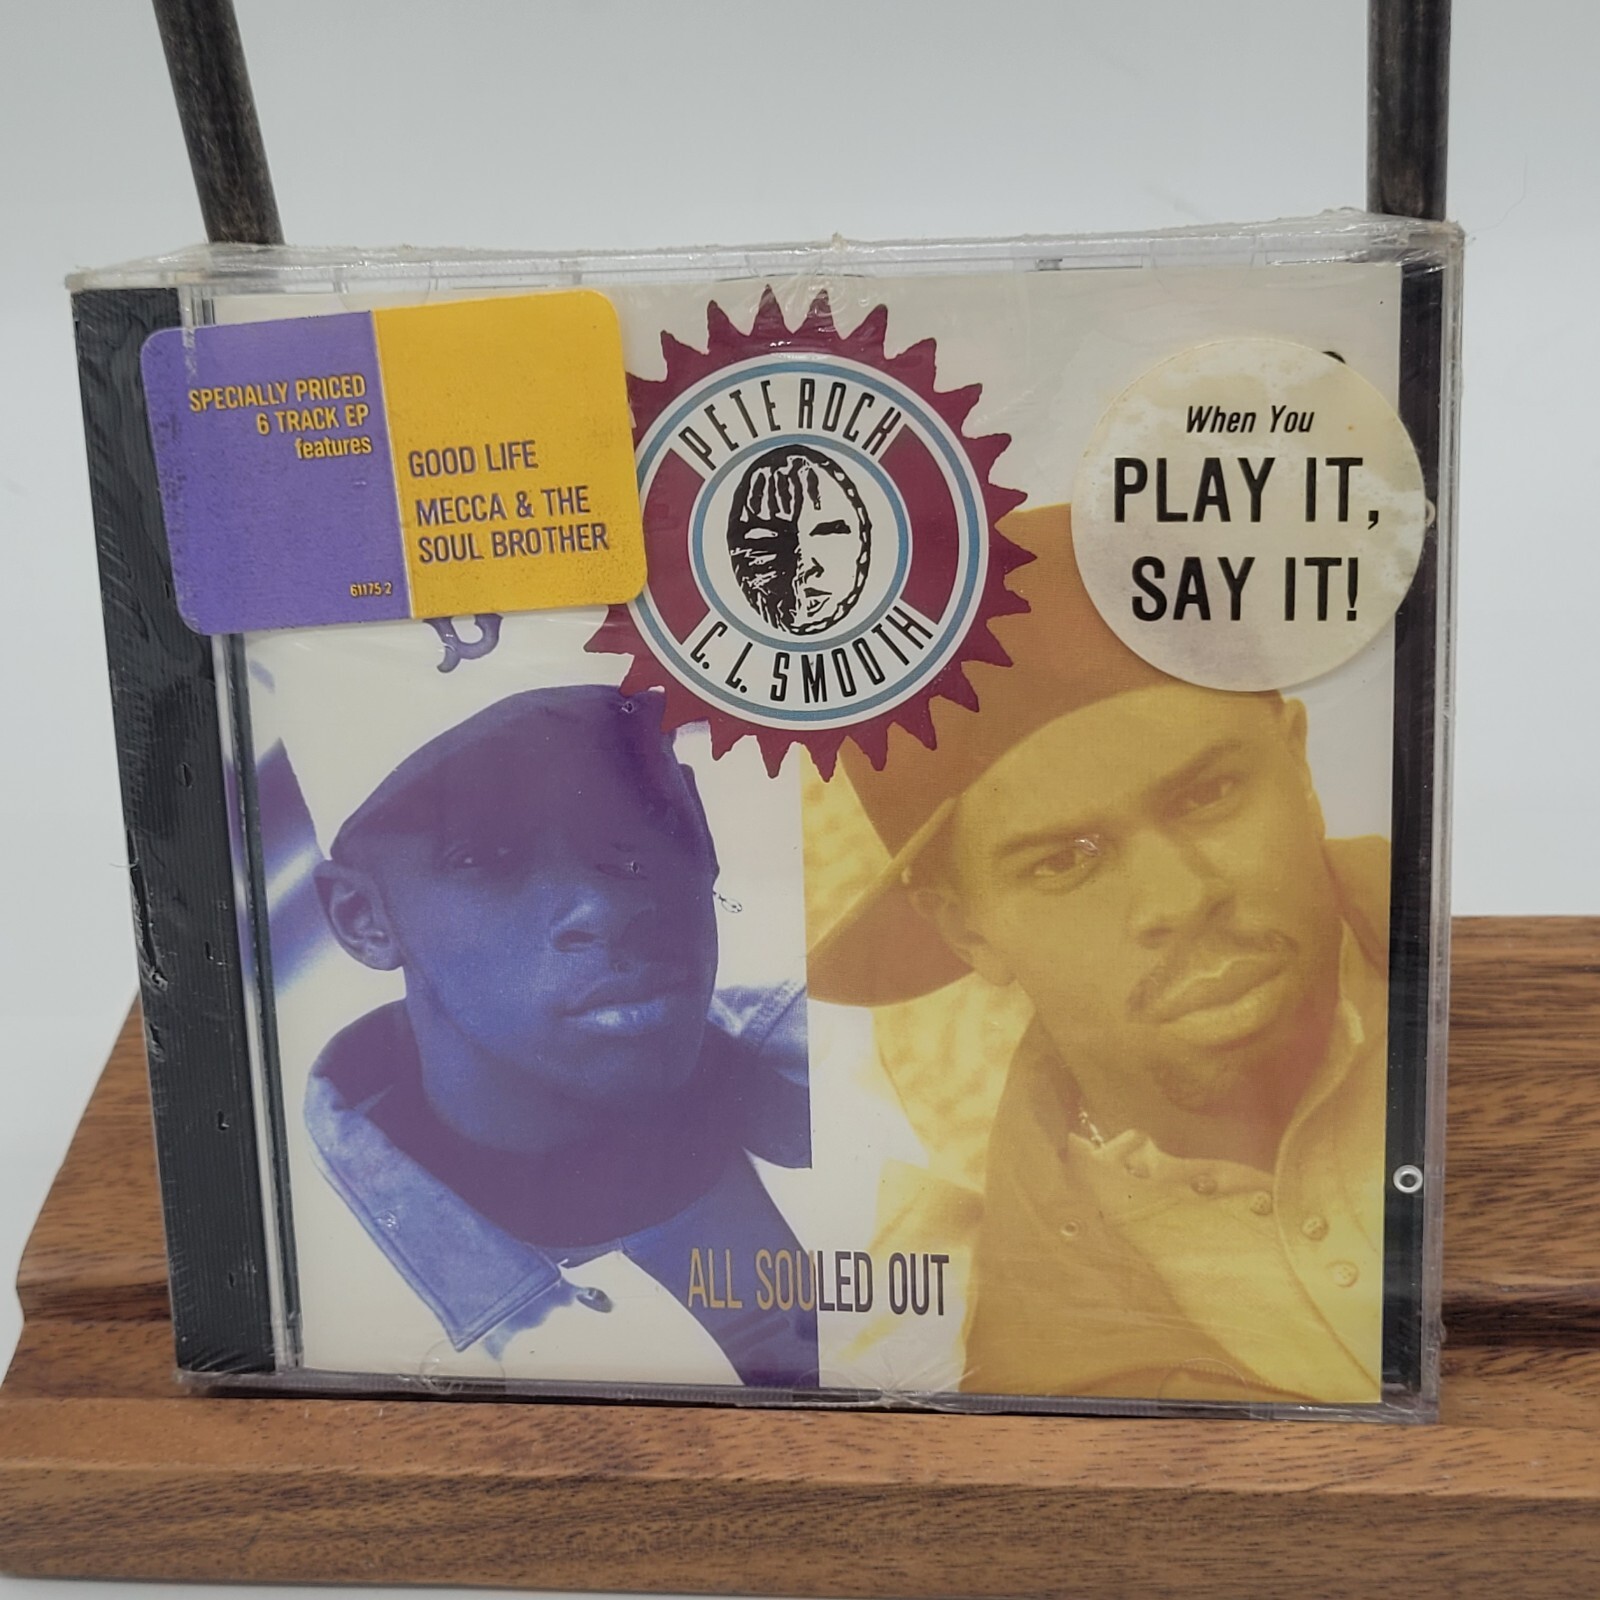 SPECIALLY PRICED
6 TRACK EP
features
61175-2
GOOD LIFE
MECCA & THE
SOUL BROTHER
PETE ROCK
C. L. SMOOTH
When You
PLAY IT,
SAY IT!
ALL SOULED OUT